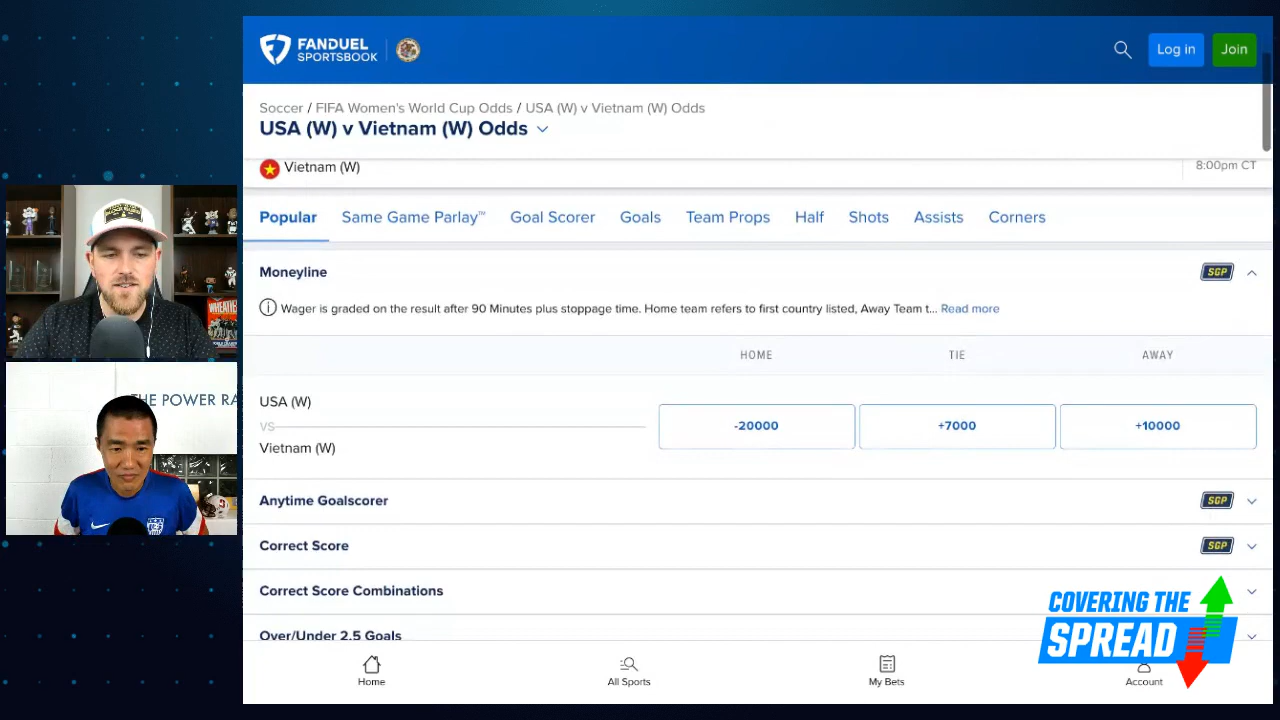 FANDUEL
SPORTSBOOK
Log in
Join
Soccer / FIFA Women's World Cup Odds / USA (W) v Vietnam (W) Odds
USA (W) v Vietnam (W) Odds
Vietnam (W)
8:00pm CT
Popular
Same Game Parlay™
Goal Scorer
Goals
Team Props
Half
Shots
Assists
Corners
Moneyline
SGP
Wager is graded on the result after 90 Minutes plus stoppage time. Home team refers to first country listed, Away Team t... Read more
HOME
TIE
AWAY
USA (W)
VS
Vietnam (W)
-20000
+7000
+10000
Anytime Goalscorer
SGP
Correct Score
SGP
Correct Score Combinations
Over/Under 2.5 Goals
COVERING THE
SPREAD
Home
All Sports
My Bets
Account
WHEATIES
THE POWER RA